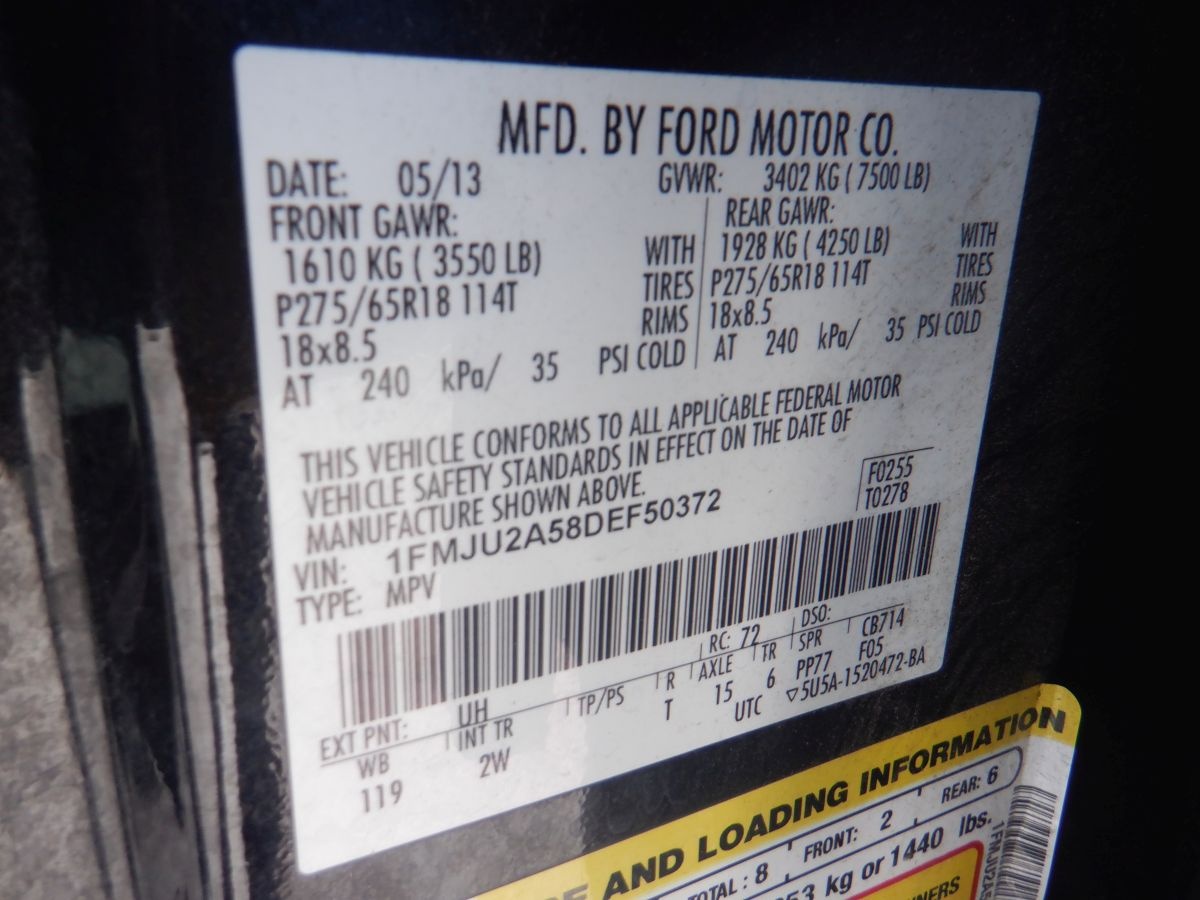 MFD. BY FORD MOTOR CO.
DATE: 05/13 GVWR: 3402 KG ( 7500 LB)
FRONT GAWR: REAR GAWR:
1610 KG ( 3550 LB) WITH 1928 KG ( 4250 LB) WITH
P275/65R18 114T TIRES P275/65R18 114T TIRES
18x8.5 RIMS 18x8.5 RIMS
AT 240 kPa/ 35 PSI COLD AT 240 kPa/ 35 PSI COLD
THIS VEHICLE CONFORMS TO ALL APPLICABLE FEDERAL MOTOR
VEHICLE SAFETY STANDARDS IN EFFECT ON THE DATE OF
MANUFACTURE SHOWN ABOVE.
F0255
T0278
VIN: 1FMJU2A58DEF50372
TYPE: MPV
EXT PNT: UH RC: 72 DSO: CB714
WB INT TR TP/PS R AXLE TR SPR
119 2W T 15 6 PP77 F05
UTC ▽5U5A-1520472-BA
AND LOADING INFORMATION
TOTAL : 8 FRONT: 2 REAR: 6
kg or 1440 lbs.